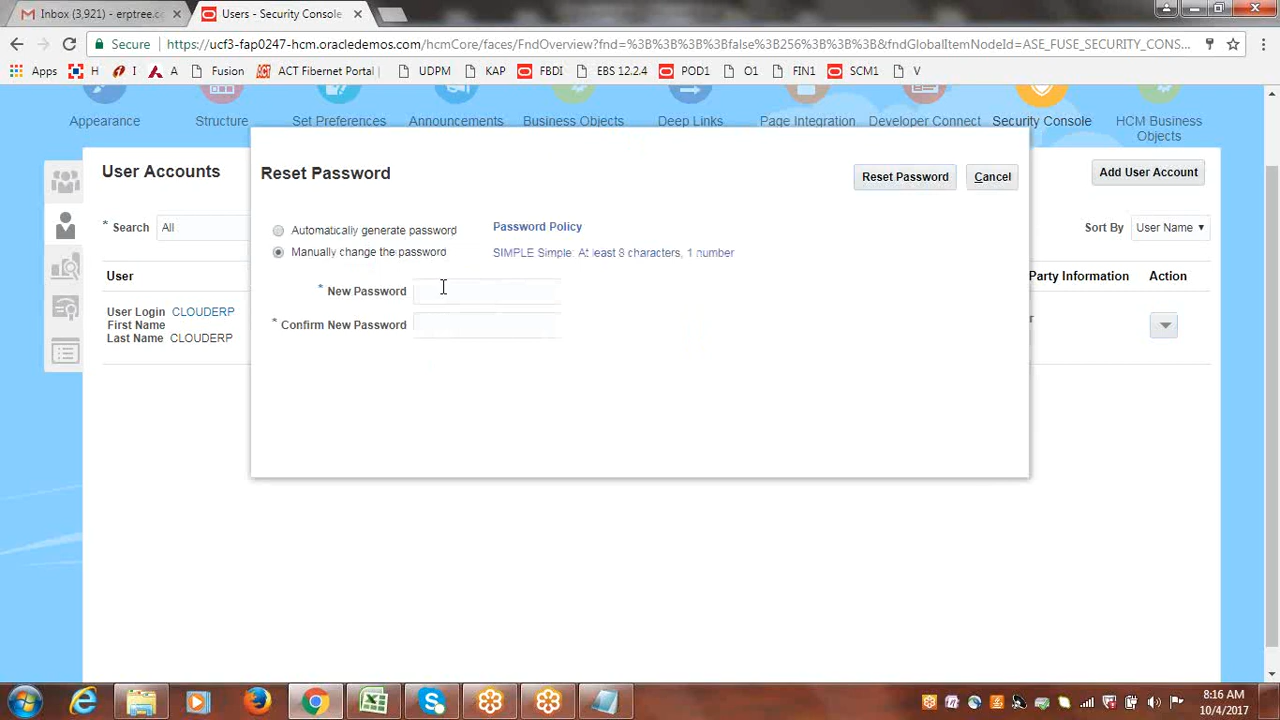 Inbox (3,921) - erptree.c
Users - Security Console
Secure
https://ucf3-fap0247-hcm.oracledemos.com/hcmCore/faces/FndOverview?fnd=%3B%3B%3B%3Bfalse%3B256%3B%3B%3B&fndGlobalItemNodeId=ASE_FUSE_SECURITY_CONS...
Apps
H
I
A
Fusion
ACT Fibernet Portal
UDPM
KAP
FBDI
EBS 12.2.4
POD1
O1
FIN1
SCM1
V
Appearance
Structure
Set Preferences
Announcements
Business Objects
Deep Links
Page Integration
Developer Connect
Security Console
HCM Business
Objects
User Accounts
Add User Account
* Search
All
Sort By
User Name
User
Party Information
Action
User Login CLOUDERP
First Name
Last Name CLOUDERP
r
Reset Password
Reset Password
Cancel
Automatically generate password
Password Policy
Manually change the password
SIMPLE Simple: At least 8 characters, 1 number
* New Password
* Confirm New Password
8:16 AM
10/4/2017